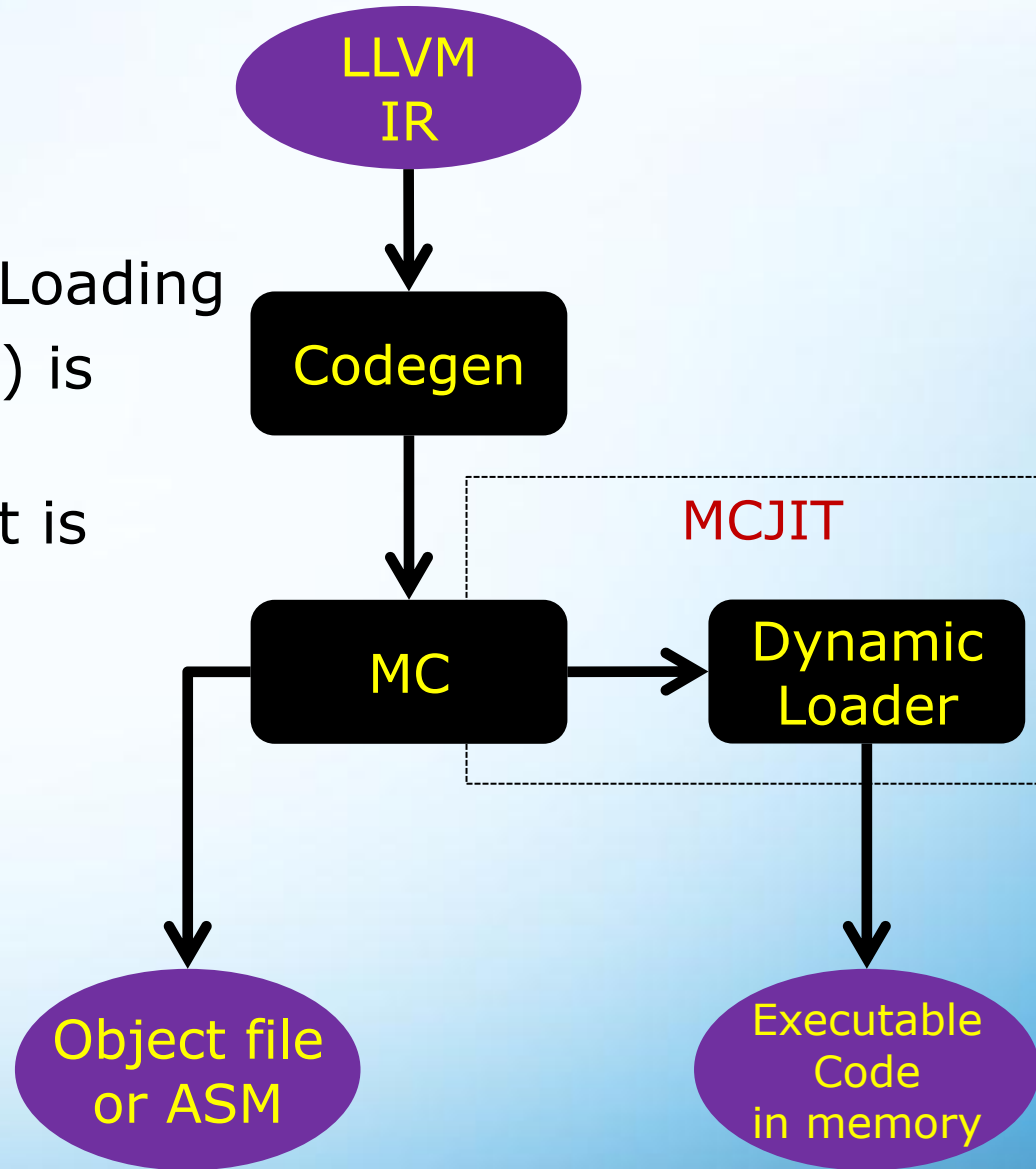 LLVM
IR
Loading
) is
Codegen
t is
MCJIT
MC
Dynamic
Loader
Object file
or ASM
Executable
Code
in memory